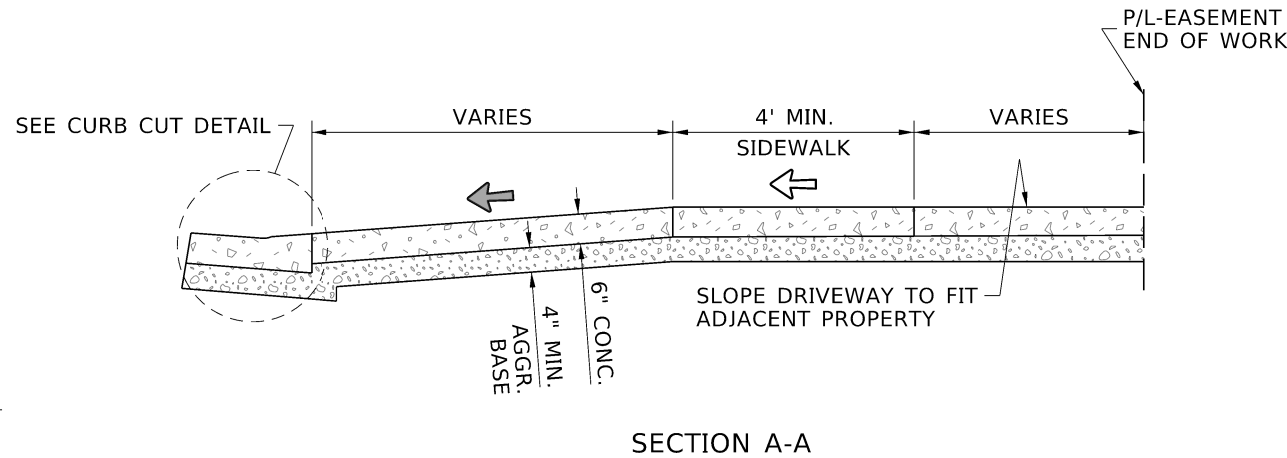 P/L-EASEMENT
END OF WORK
SEE CURB CUT DETAIL
VARIES
4' MIN.
SIDEWALK
VARIES
SLOPE DRIVEWAY TO FIT
ADJACENT PROPERTY
6" CONC.
4" MIN.
AGGR.
BASE
SECTION A-A